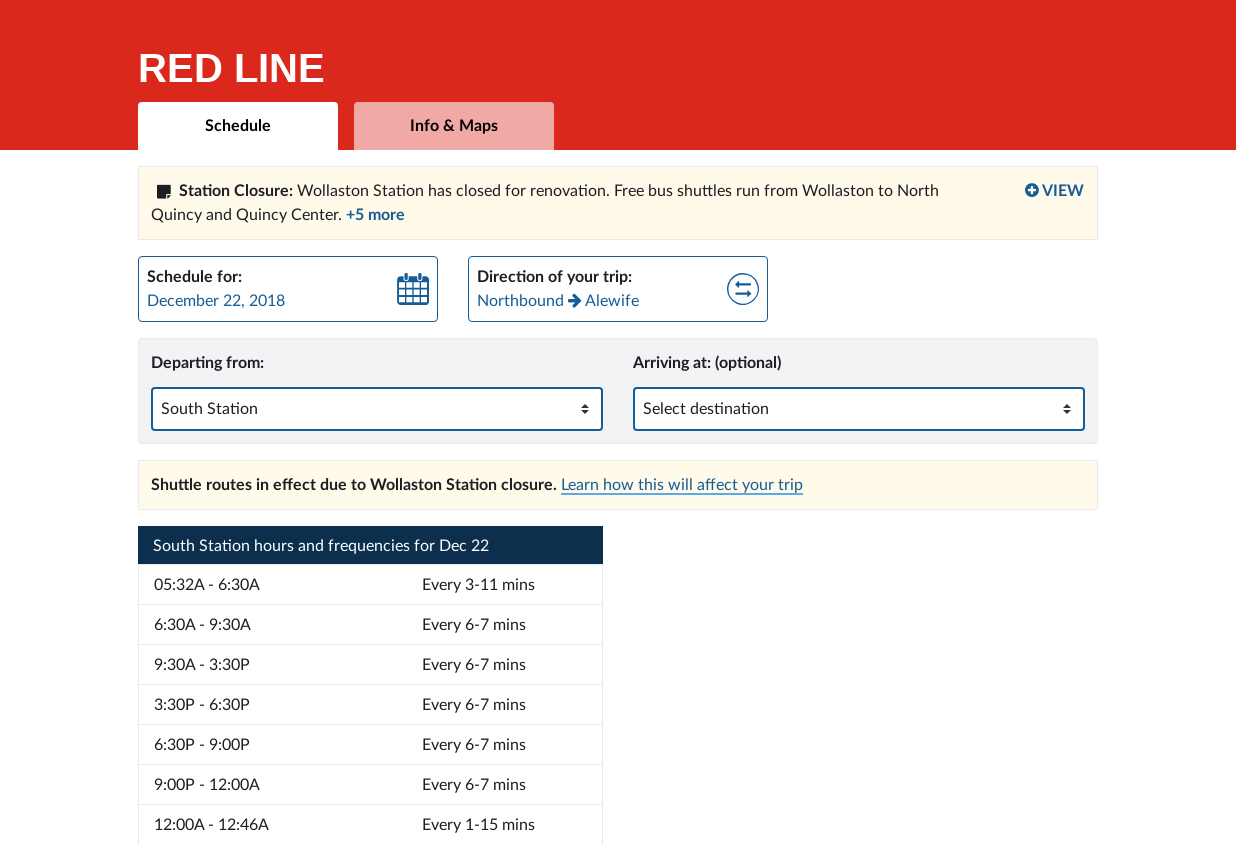 RED LINE
Schedule
Info & Maps
Station Closure: Wollaston Station has closed for renovation. Free bus shuttles run from Wollaston to North
Quincy and Quincy Center. +5 more
VIEW
Schedule for:
December 22, 2018
Direction of your trip:
Northbound → Alewife
Departing from:
South Station
Arriving at: (optional)
Select destination
Shuttle routes in effect due to Wollaston Station closure. Learn how this will affect your trip
South Station hours and frequencies for Dec 22
05:32A - 6:30A Every 3-11 mins
6:30A - 9:30A Every 6-7 mins
9:30A - 3:30P Every 6-7 mins
3:30P - 6:30P Every 6-7 mins
6:30P - 9:00P Every 6-7 mins
9:00P - 12:00A Every 6-7 mins
12:00A - 12:46A Every 1-15 mins